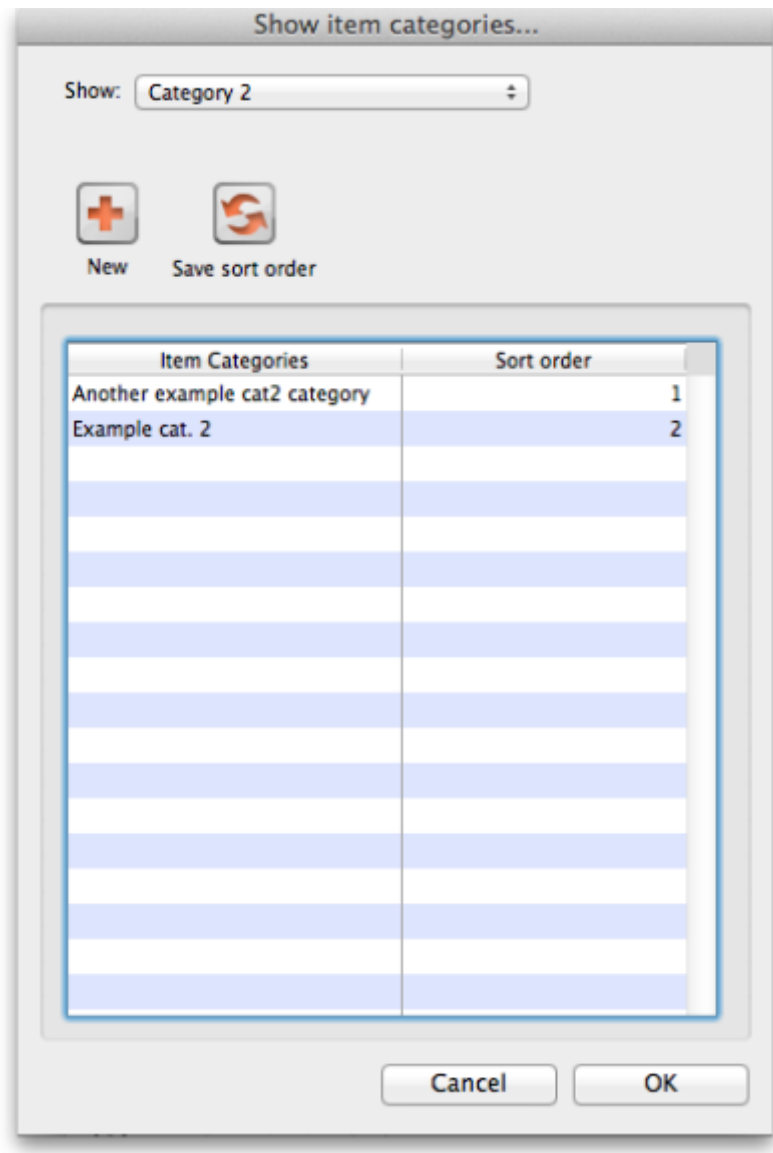 Show item categories...
Show: Category 2
New Save sort order
Item Categories Sort order
Another example cat2 category 1
Example cat. 2 2
Cancel OK